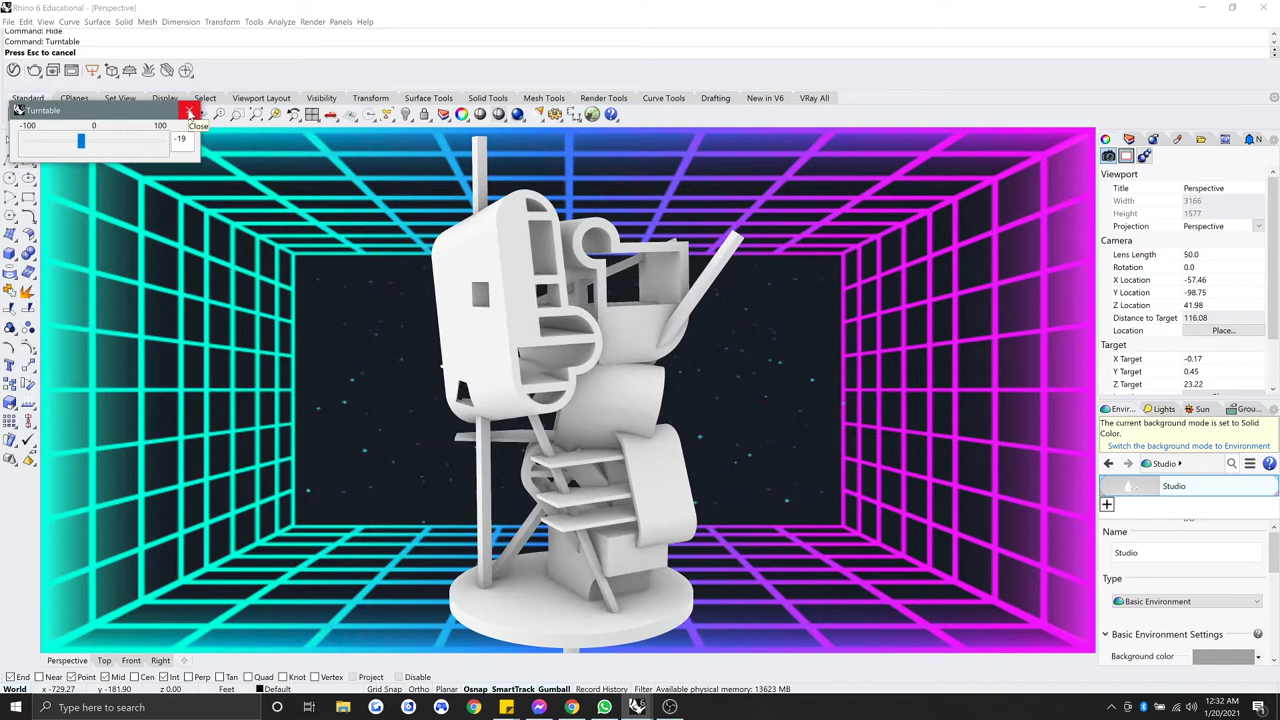 Rhino 6 Educational - [Perspective]
File Edit View Curve Surface Solid Mesh Dimension Transform Tools Analyze Render Panels Help
Command: Hide
Command: Turntable
Press Esc to cancel
Standard CPlanes Set View Display Select Viewport Layout Visibility Transform Surface Tools Solid Tools Mesh Tools Render Tools Curve Tools Drafting New in V6 VRay All
Turntable
Close
-100 0 100
-19
N
Viewport
Title Perspective
Width 3166
Height 1577
Projection Perspective
Camera
Lens Length 50.0
Rotation 0.0
X Location -57.46
Y Location -98.75
Z Location 41.98
Distance to Target 116.08
Location Place...
Target
X Target -0.17
Y Target 0.45
Z Target 23.22
Envir... Lights Sun Grou...
The current background mode is set to Solid
Color.
Switch the background mode to Environment
Studio
Studio
Name
Studio
Type
Basic Environment
Basic Environment Settings
Background color
Perspective Top Front Right
End Near Point Mid Cen Int Perp Tan Quad Knot Vertex Project Disable
World x -729.27 y -181.90 z 0.00 Feet Default Grid Snap Ortho Planar Osnap SmartTrack Gumball Record History Filter Available physical memory: 13623 MB
Type here to search
12:32 AM
1/20/2021